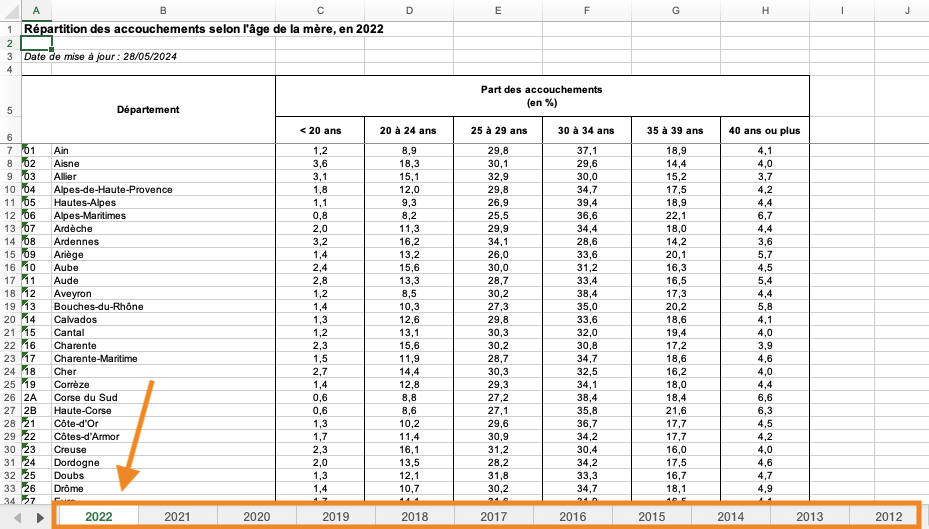 A B C D E F G H I J
1 Répartition des accouchements selon l'âge de la mère, en 2022
2
3 Date de mise à jour : 28/05/2024
4
5 Département Part des accouchements
(en %)
6 < 20 ans 20 à 24 ans 25 à 29 ans 30 à 34 ans 35 à 39 ans 40 ans ou plus
7 01 Ain 1,2 8,9 29,8 37,1 18,9 4,1
8 02 Aisne 3,6 18,3 30,1 29,6 14,4 4,0
9 03 Allier 3,1 15,1 32,9 30,0 15,2 3,7
10 04 Alpes-de-Haute-Provence 1,8 12,0 29,8 34,7 17,5 4,2
11 05 Hautes-Alpes 1,1 9,3 26,9 39,4 18,9 4,4
12 06 Alpes-Maritimes 0,8 8,2 25,5 36,6 22,1 6,7
13 07 Ardèche 2,0 11,3 29,9 34,4 18,0 4,4
14 08 Ardennes 3,2 16,2 34,1 28,6 14,2 3,6
15 09 Ariège 1,4 13,2 26,0 33,6 20,1 5,7
16 10 Aube 2,4 15,6 30,0 31,2 16,3 4,5
17 11 Aude 2,8 13,3 28,7 33,4 16,5 5,4
18 12 Aveyron 1,2 8,5 30,2 38,4 17,3 4,4
19 13 Bouches-du-Rhône 1,4 10,3 27,3 35,0 20,2 5,8
20 14 Calvados 1,3 12,6 29,8 33,6 18,6 4,1
21 15 Cantal 1,2 13,1 30,3 32,0 19,4 4,0
22 16 Charente 2,3 15,6 30,2 30,8 17,2 3,9
23 17 Charente-Maritime 1,5 11,9 28,7 34,7 18,6 4,6
24 18 Cher 2,7 14,4 30,3 32,5 16,2 4,0
25 19 Corrèze 1,4 12,8 29,3 34,1 18,0 4,4
26 2A Corse du Sud 0,6 8,8 27,2 38,4 18,4 6,6
27 2B Haute-Corse 0,6 8,6 27,1 35,8 21,6 6,3
28 21 Côte-d'Or 1,3 10,2 29,6 36,7 17,7 4,5
29 22 Côtes-d'Armor 1,7 11,4 30,9 34,2 17,7 4,2
30 23 Creuse 2,3 16,1 31,2 30,4 16,0 4,0
31 24 Dordogne 2,0 13,5 28,2 34,2 17,5 4,6
32 25 Doubs 1,3 12,1 31,8 33,3 16,7 4,7
33 26 Drôme 1,4 10,7 30,2 34,7 18,1 4,9
34 27
2022 2021 2020 2019 2018 2017 2016 2015 2014 2013 2012